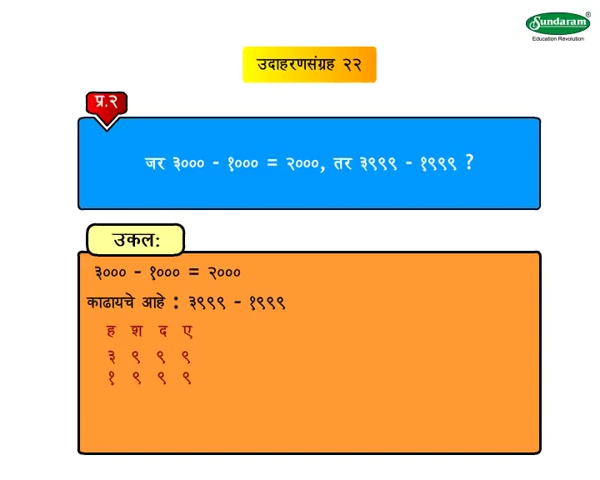 Sundaram®
Education Revolution
उदाहरणसंग्रह २२
प्र.२
जर ३००० - १००० = २०००, तर ३९९९ - १९९९ ?
उकल:
३००० - १००० = २०००
काढायचे आहे : ३९९९ - १९९९
ह श द ए
३ ९ ९ ९
१ ९ ९ ९